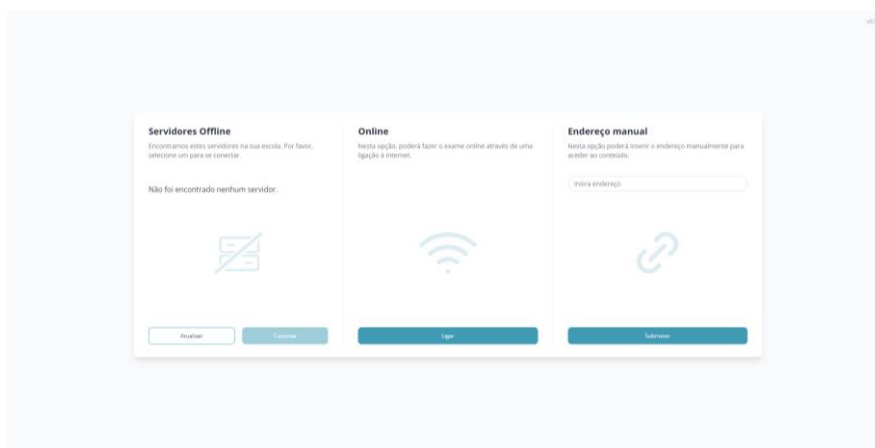 Servidores Offline
Encontramos estes servidores na sua escola. Por favor,
selecione um para se conectar.
Não foi encontrado nenhum servidor.
Atualizar
Conectar
Online
Nesta opção, poderá fazer o exame online através de uma
ligação à internet.
Ligar
Endereço manual
Nesta opção poderá inserir o endereço manualmente para
aceder ao conteúdo.
Insira endereço
Submeter